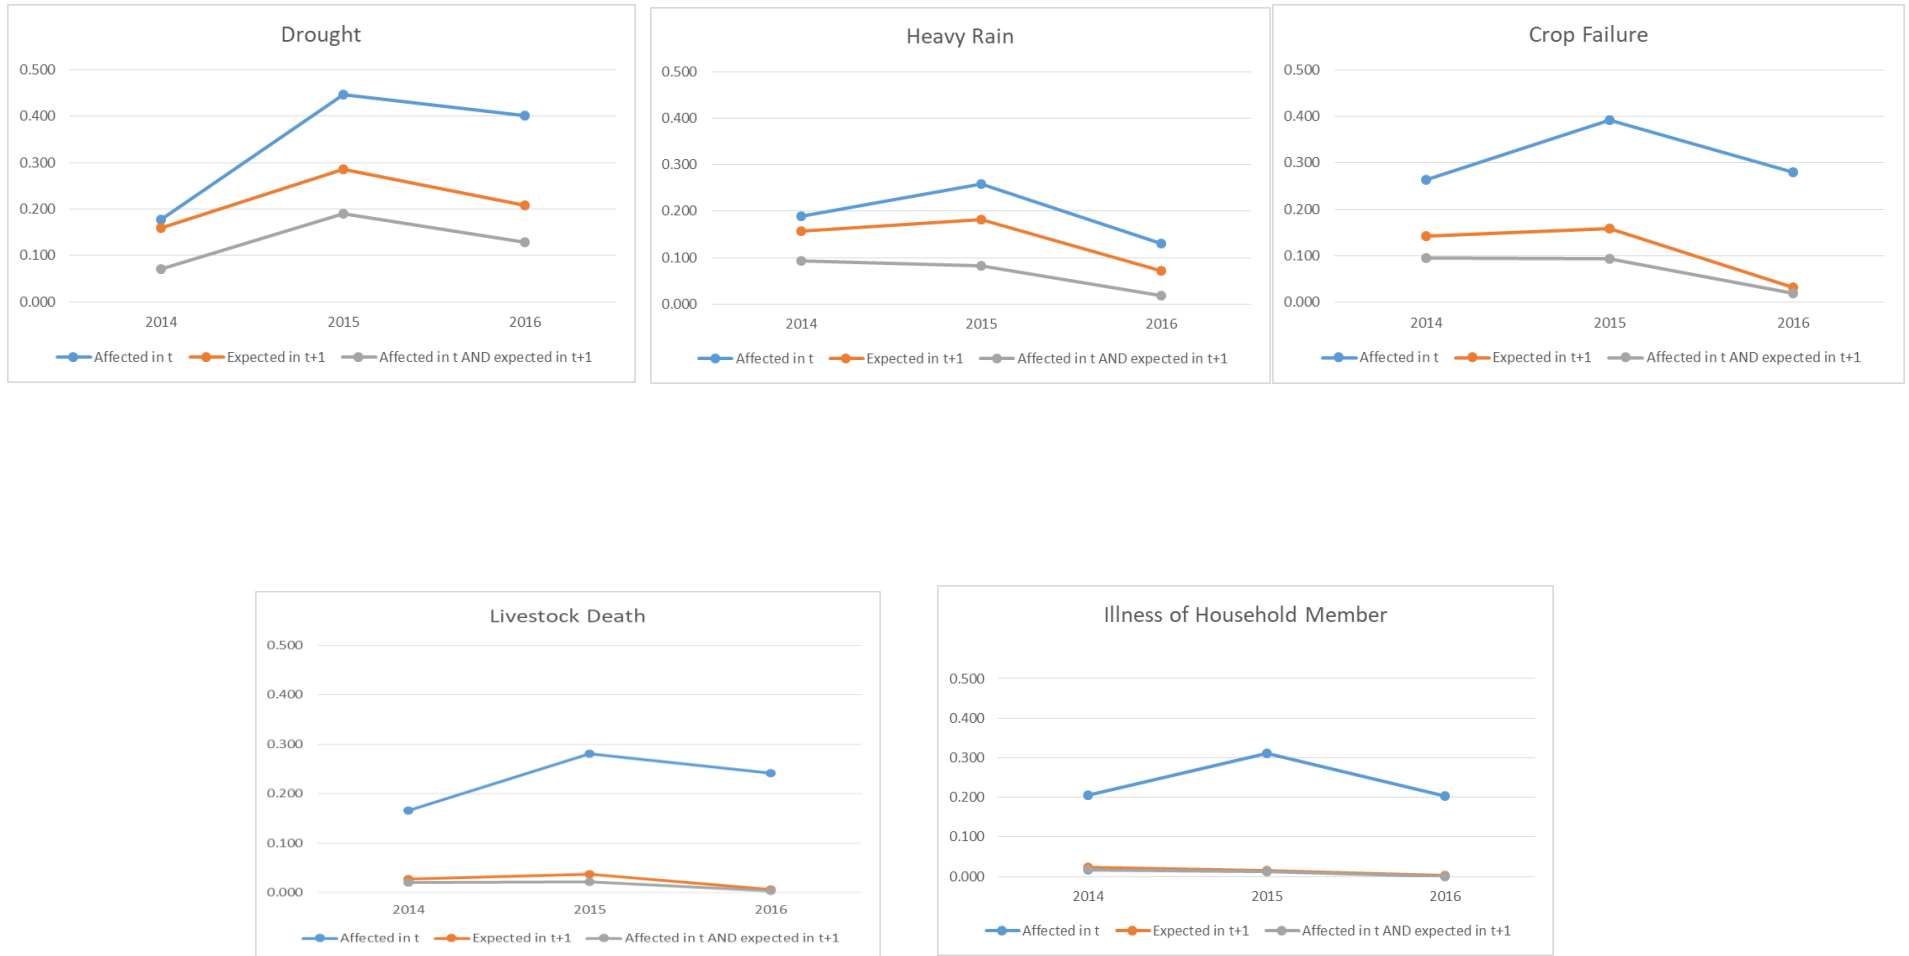 Drought
0.500
0.400
0.300
0.200
0.100
0.000
2014 2015 2016
Affected in t Expected in t+1 Affected in t AND expected in t+1
Heavy Rain
0.500
0.400
0.300
0.200
0.100
0.000
2014 2015 2016
Affected in t Expected in t+1 Affected in t AND expected in t+1
Crop Failure
0.500
0.400
0.300
0.200
0.100
0.000
2014 2015 2016
Affected in t Expected in t+1 Affected in t AND expected in t+1
Livestock Death
0.500
0.400
0.300
0.200
0.100
0.000
2014 2015 2016
Affected in t Expected in t+1 Affected in t AND expected in t+1
Illness of Household Member
0.500
0.400
0.300
0.200
0.100
0.000
2014 2015 2016
Affected in t Expected in t+1 Affected in t AND expected in t+1